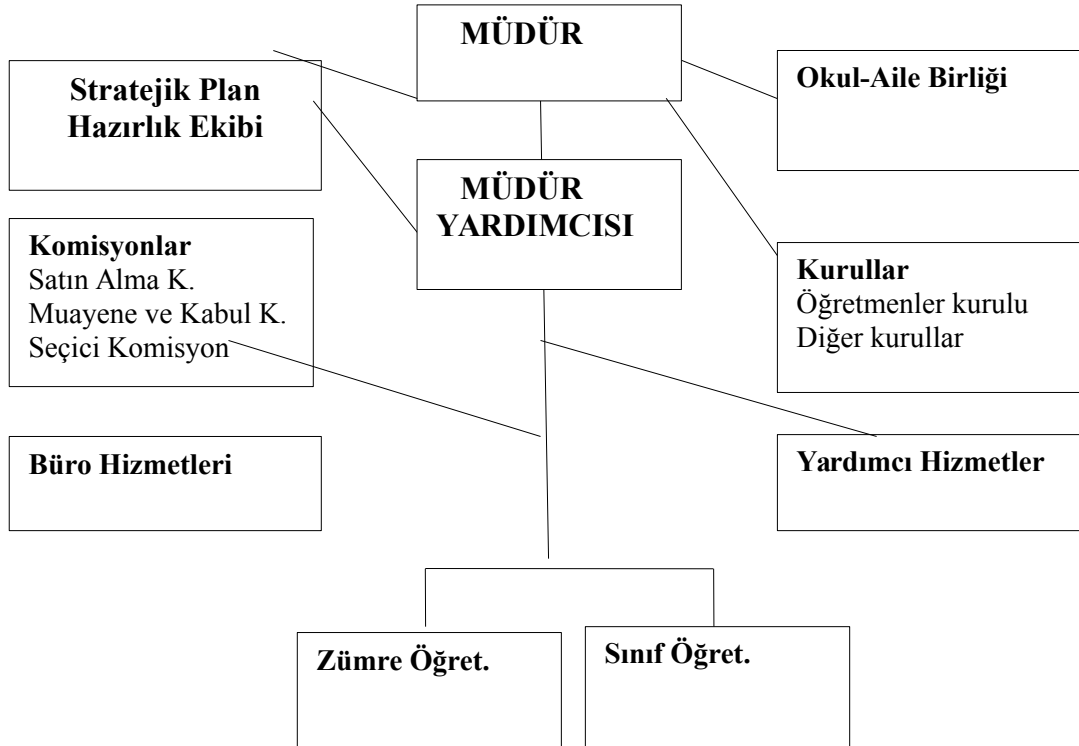 MÜDÜR
Stratejik Plan
Hazırlık Ekibi
Okul-Aile Birliği
MÜDÜR
YARDIMCISI
Komisyonlar
Satın Alma K.
Muayene ve Kabul K.
Seçici Komisyon
Kurullar
Öğretmenler kurulu
Diğer kurullar
Büro Hizmetleri
Yardımcı Hizmetler
Zümre Öğret.
Sınıf Öğret.